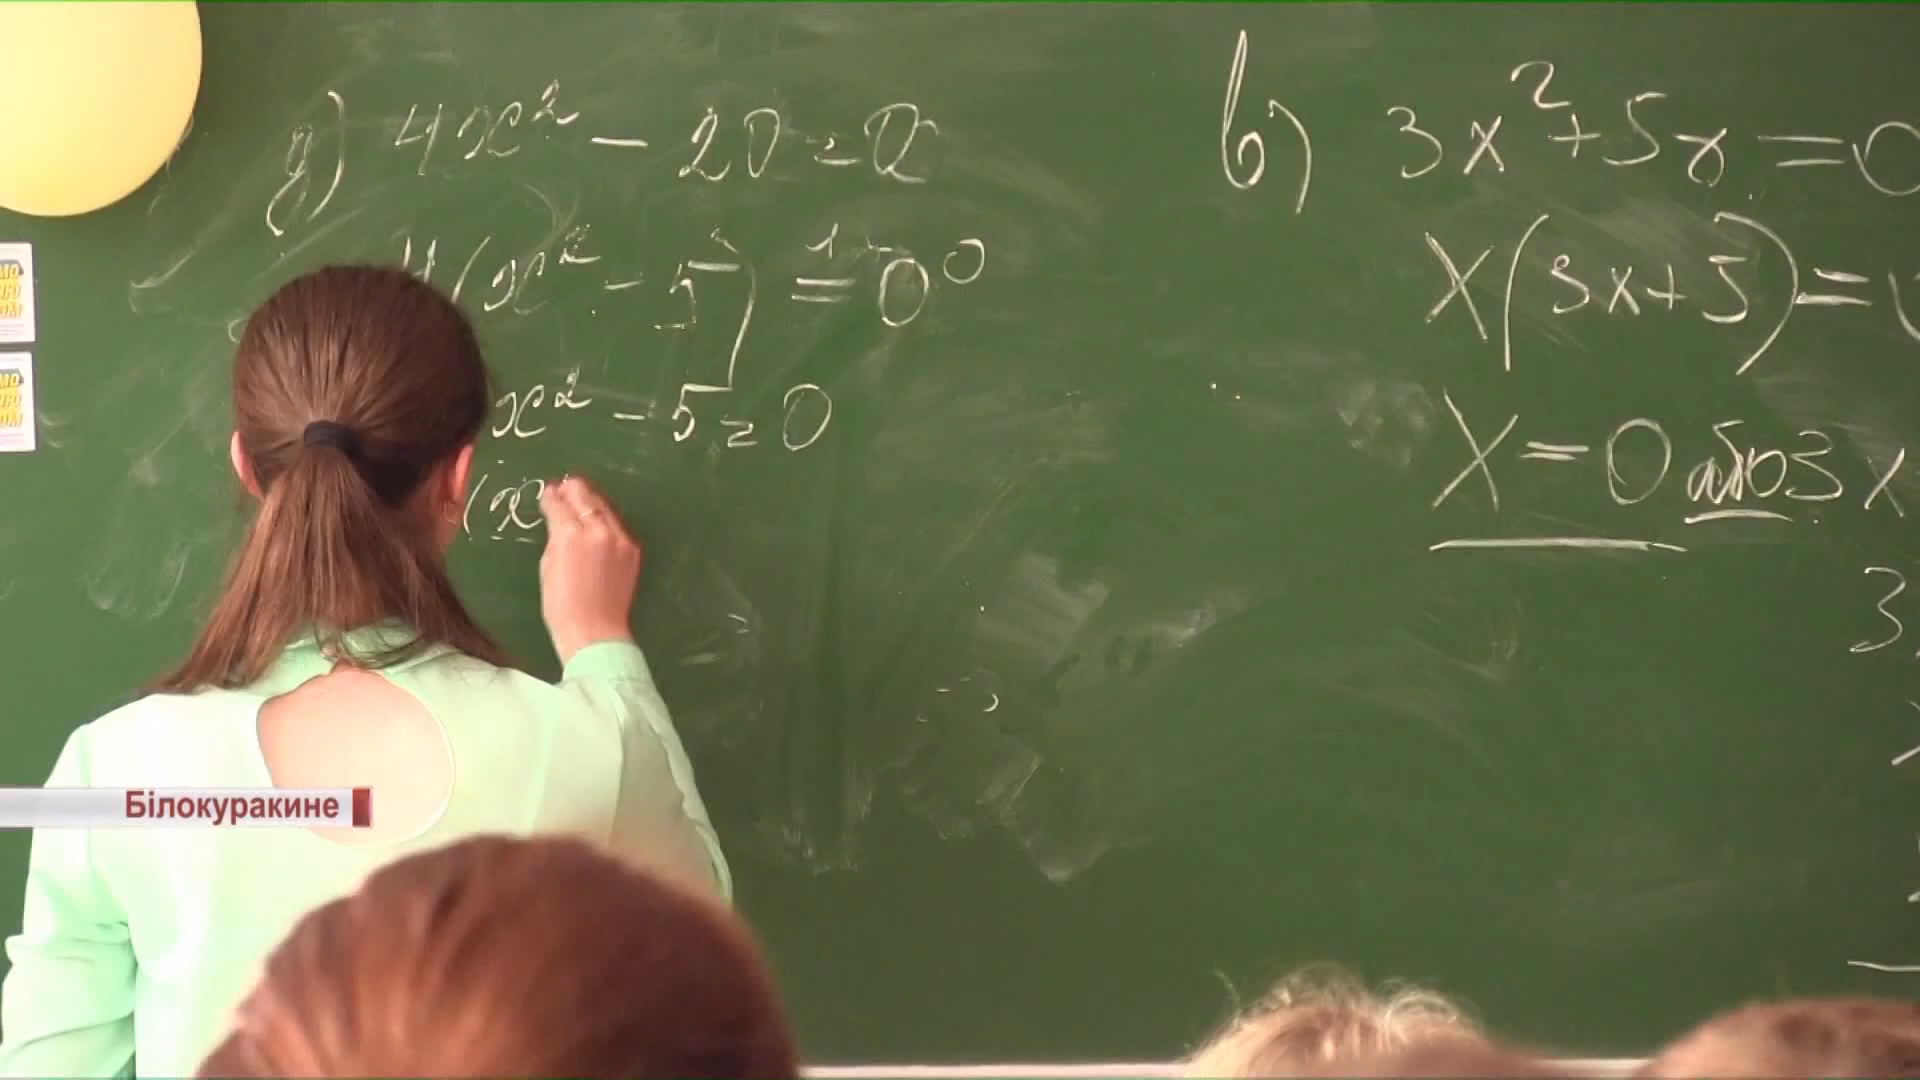 д) 4x² - 20 = 0
4(x² - 5) = 0
x² - 5 = 0
(x
в) 3x² + 5x = 0
x(3x + 5) =
x = 0 або 3x
3
Білокуракине